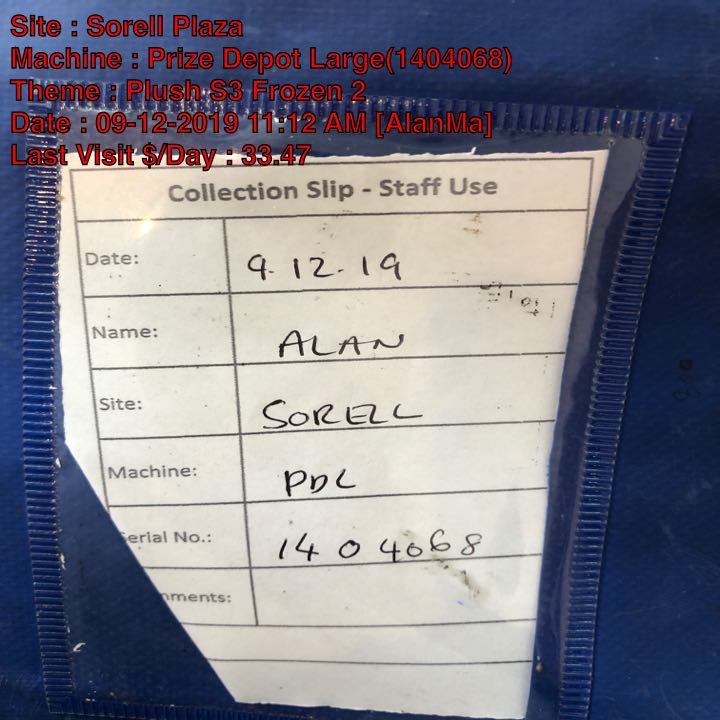 Site : Sorell Plaza
Machine : Prize Depot Large(1404068)
Theme : Plush S3 Frozen 2
Date : 09-12-2019 11:12 AM [AlanMa]
Last Visit $/Day : 33.47
Collection Slip - Staff Use
Date: 9.12.19
Name: ALAN
Site: SORELL
Machine: PDL
erial No.: 1404068
mments: